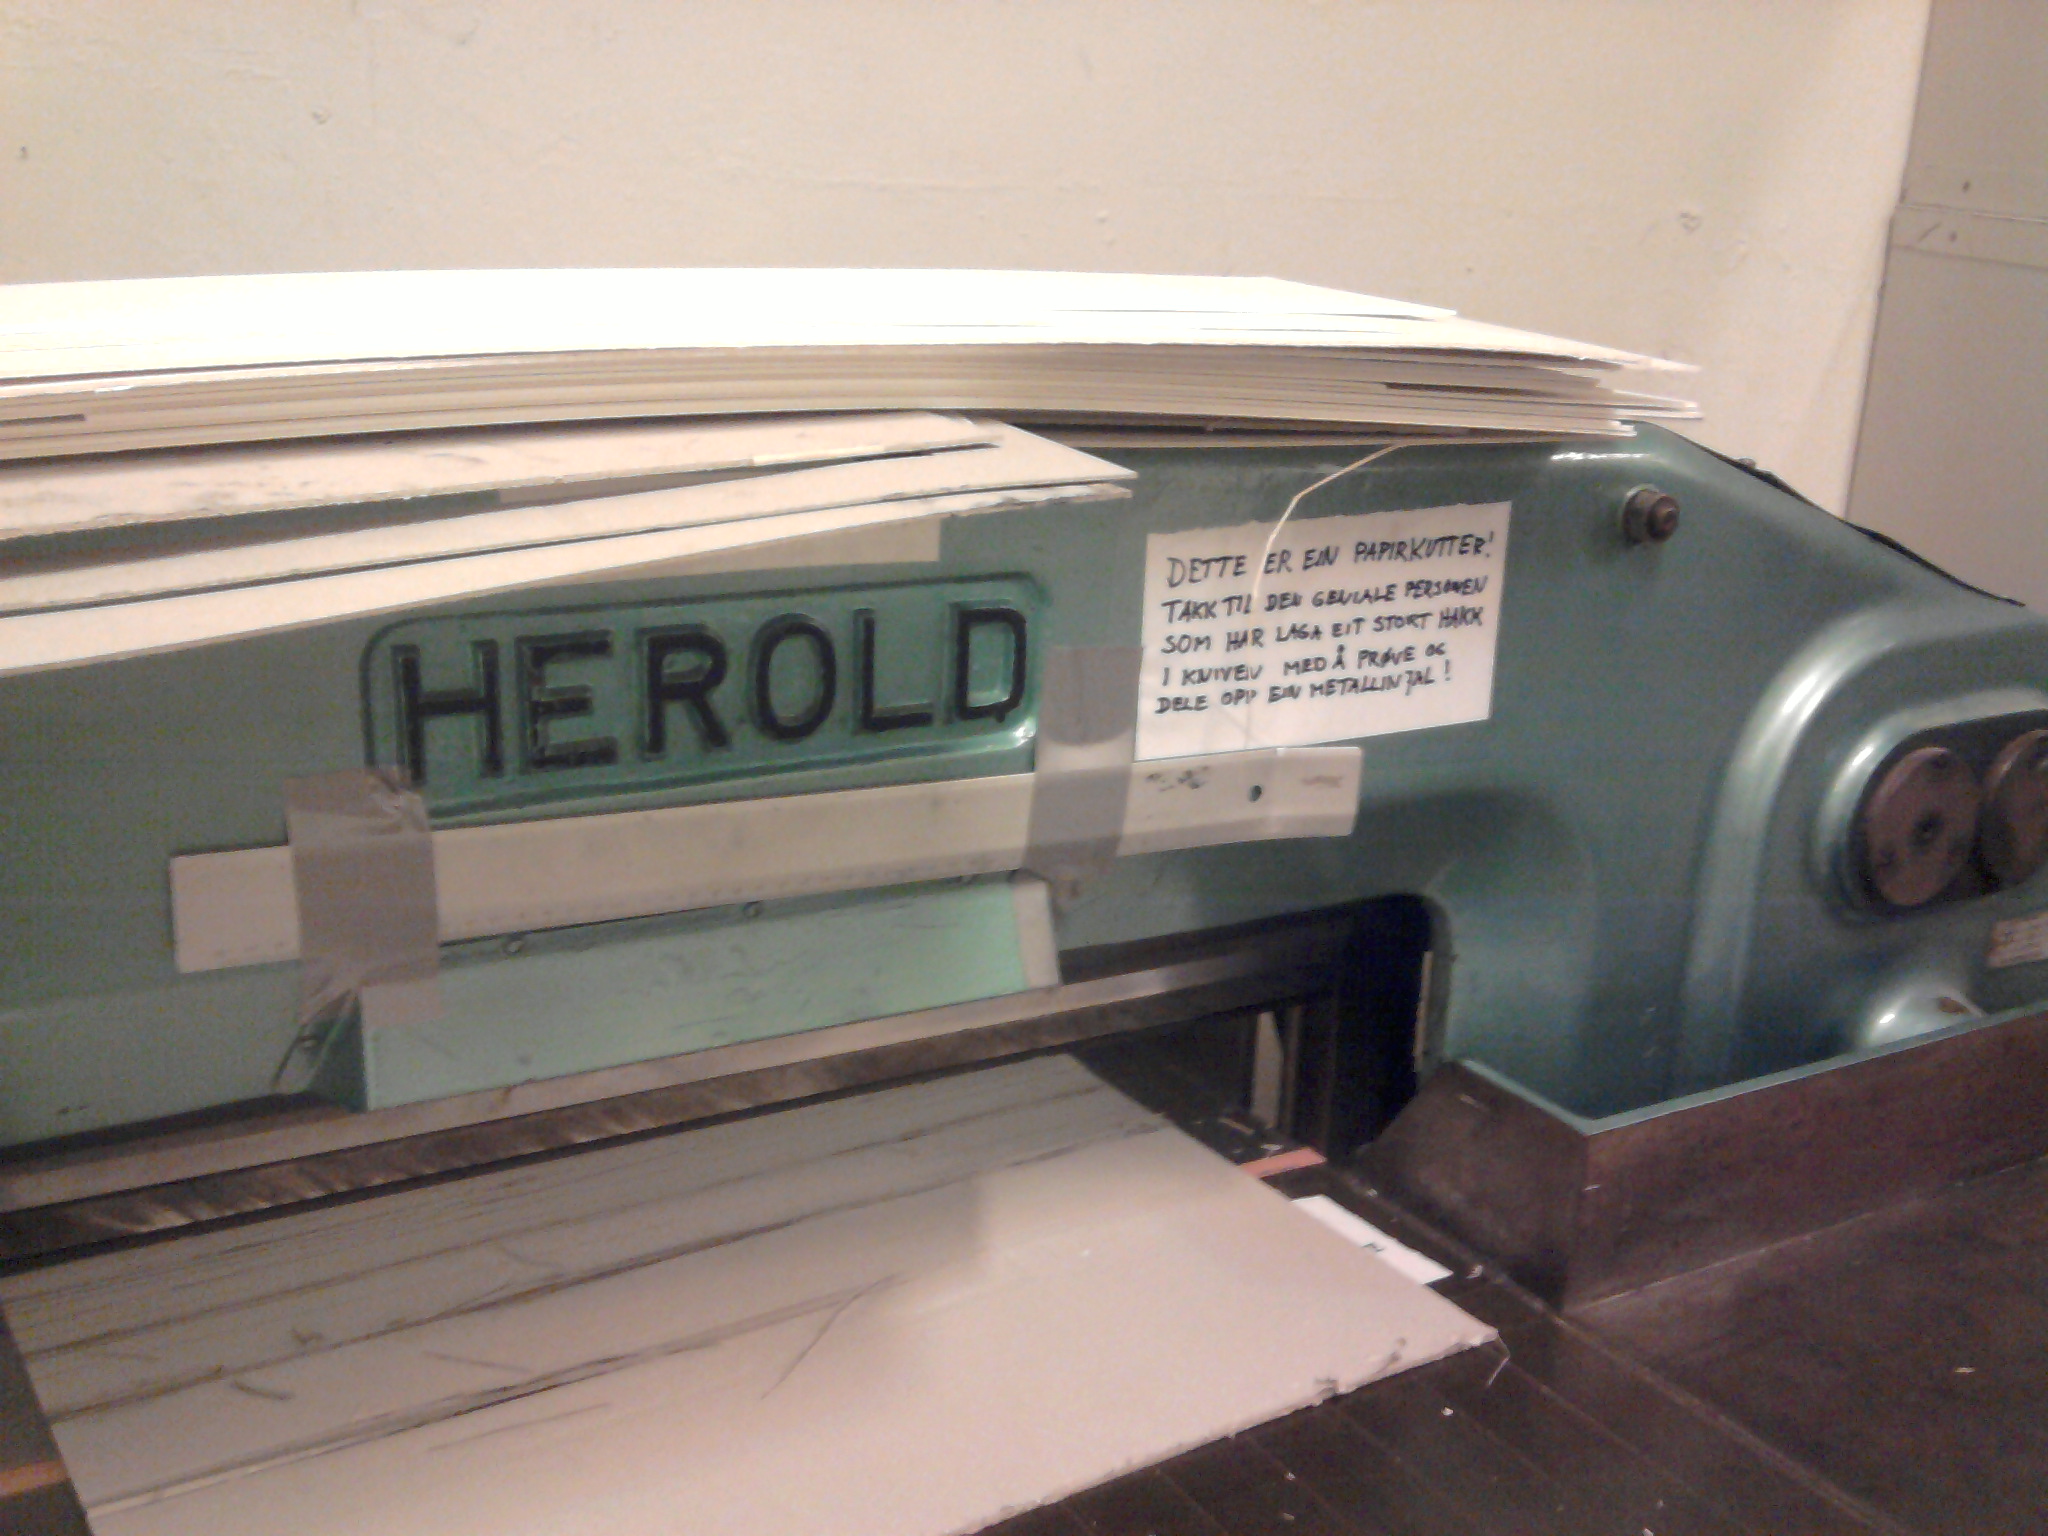 HEROLD
DETTE ER EIN PAPIRKUTTER!
TAKK TIL DEN GENIALE PERSONEN
SOM HAR LAGA EIT STORT HAKK
I KNIVEN MED Å PRØVE OG
DELE OPP EIN METALLINJAL!